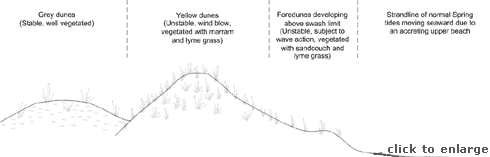 Grey dunes
(Stable, well vegetated)
Yellow dunes
(Unstable, wind blow,
vegetated with marram
and lyme grass)
Foredunes developing
above swash limit
(Unstable, subject to
wave action, vegetated
with sandcouch and
lyme grass)
Strandline of normal Spring
tides moving seaward due to
an accreting upper beach
click to enlarge